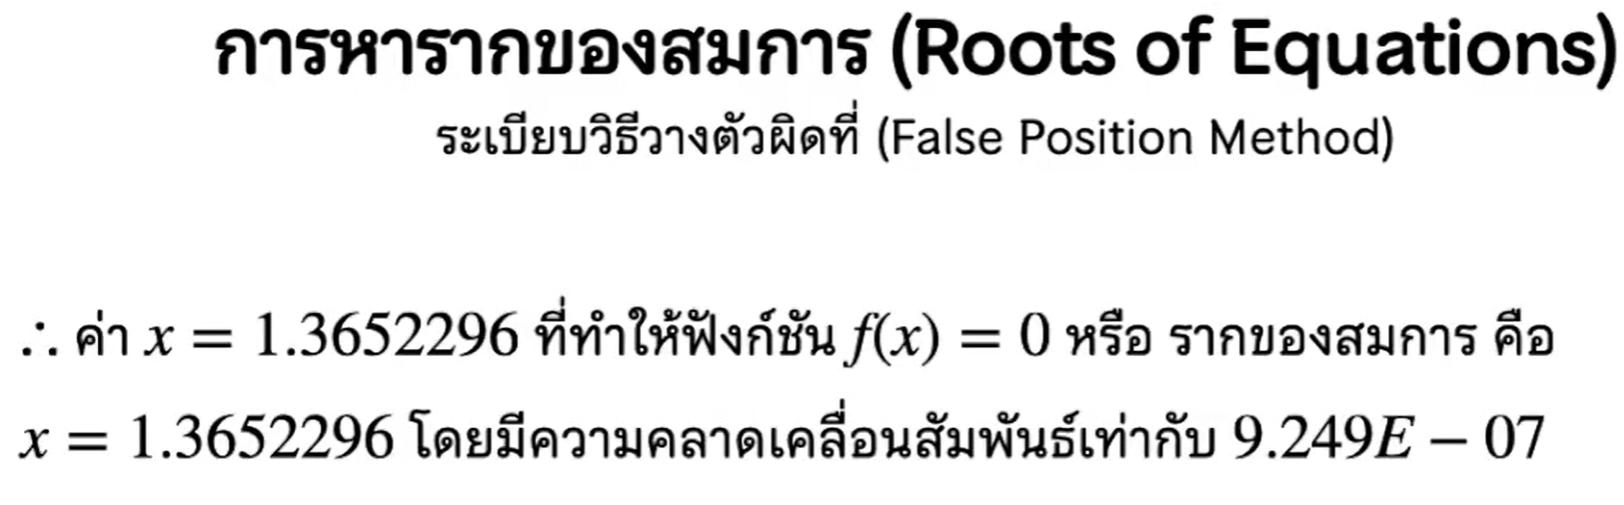 การหารากของสมการ (Roots of Equations)
ระเบียบวิธีวางตัวผิดที่ (False Position Method)
∴ ค่า x = 1.3652296 ที่ทำให้ฟังก์ชัน f(x) = 0 หรือ รากของสมการ คือ
x = 1.3652296 โดยมีความคลาดเคลื่อนสัมพันธ์เท่ากับ 9.249E − 07